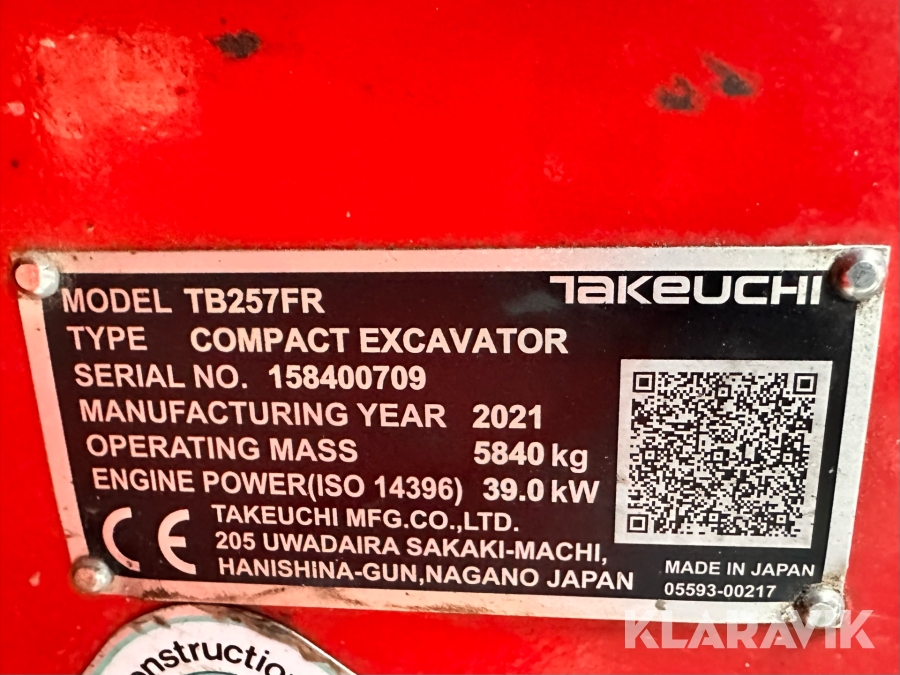 TAKEUCHI
MODEL TB257FR
TYPE COMPACT EXCAVATOR
SERIAL NO. 158400709
MANUFACTURING YEAR 2021
OPERATING MASS 5840 kg
ENGINE POWER(ISO 14396) 39.0 kW
CE
TAKEUCHI MFG.CO.,LTD.
205 UWADAIRA SAKAKI-MACHI,
HANISHINA-GUN,NAGANO JAPAN
MADE IN JAPAN
05593-00217
KLARAVIK